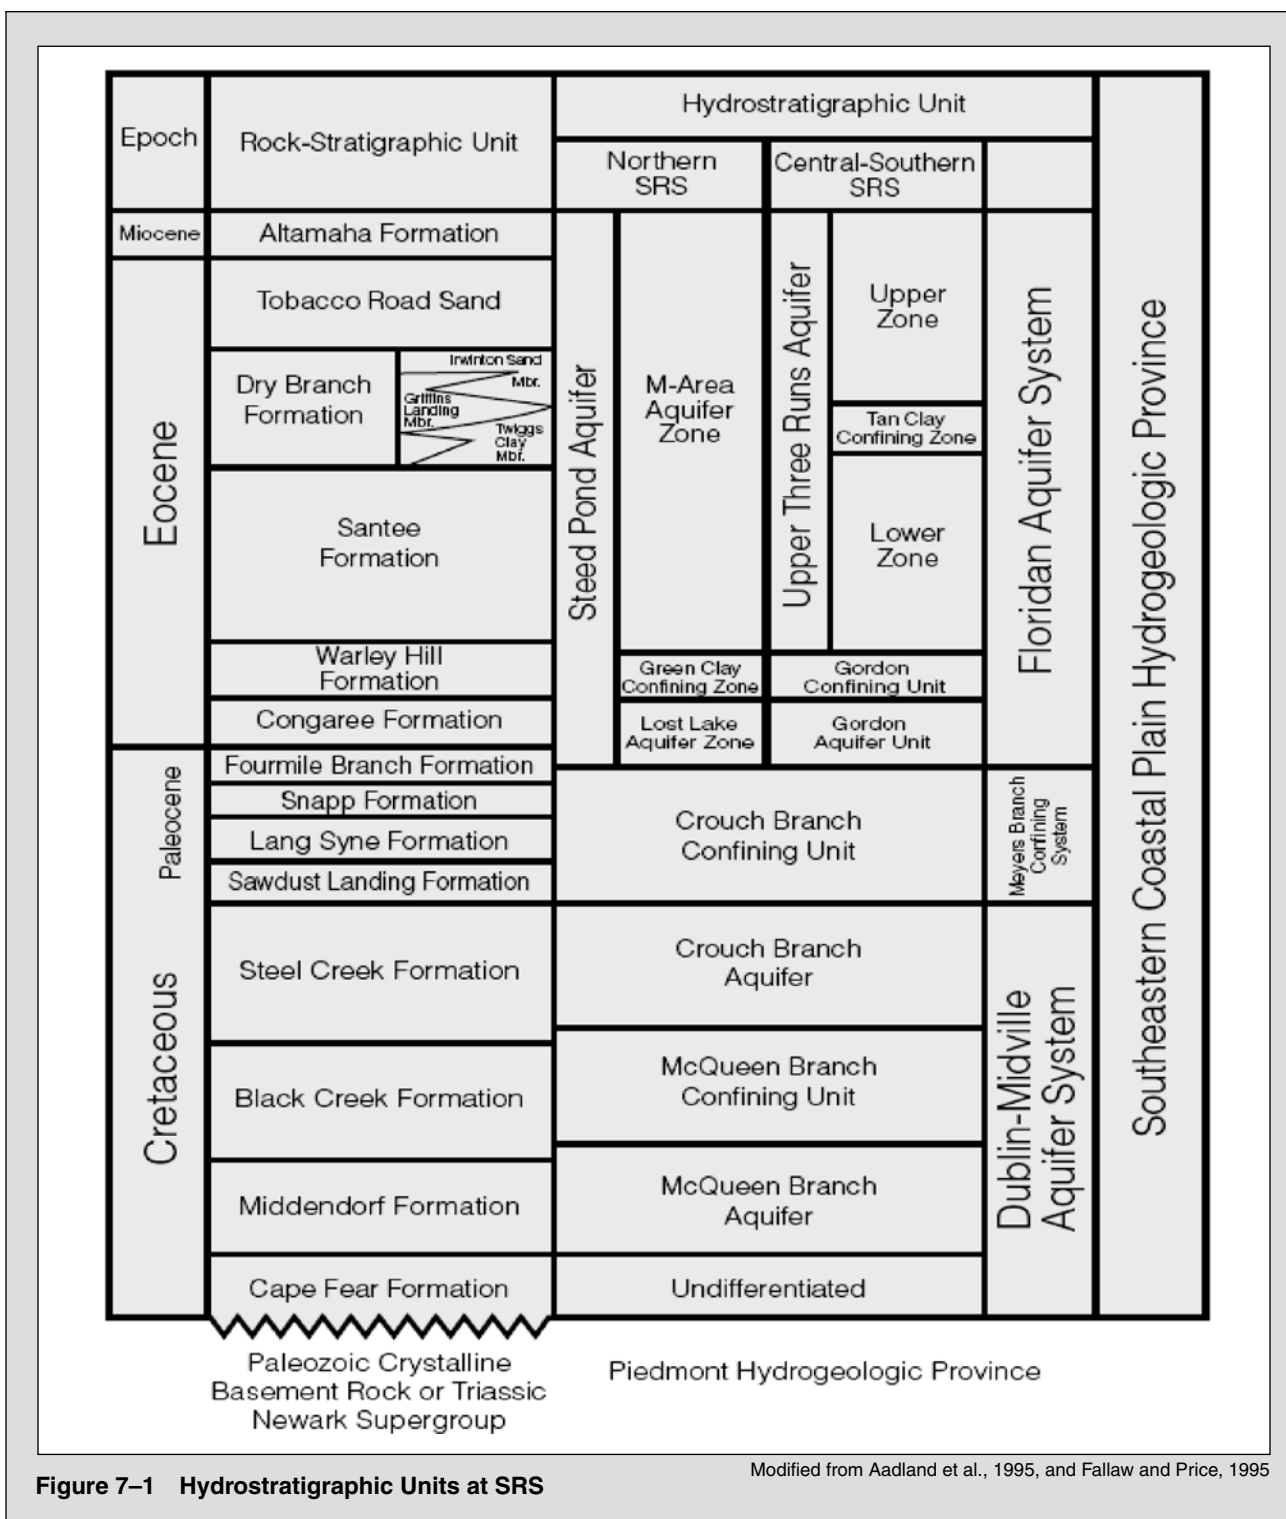 Epoch
Rock-Stratigraphic Unit
Hydrostratigraphic Unit
Northern
SRS
Central-Southern
SRS
Miocene
Altamaha Formation
Eocene
Tobacco Road Sand
Dry Branch
Formation
Irwinton Sand
Mbr.
Griffins
Landing
Mbr.
Twiggs
Clay
Mbr.
Santee
Formation
Warley Hill
Formation
Congaree Formation
Paleocene
Fourmile Branch Formation
Snapp Formation
Lang Syne Formation
Sawdust Landing Formation
Cretaceous
Steel Creek Formation
Black Creek Formation
Middendorf Formation
Cape Fear Formation
Steed Pond Aquifer
M-Area
Aquifer
Zone
Green Clay
Confining Zone
Lost Lake
Aquifer Zone
Upper Three Runs Aquifer
Upper
Zone
Tan Clay
Confining Zone
Lower
Zone
Gordon
Confining Unit
Gordon
Aquifer Unit
Crouch Branch
Confining Unit
Crouch Branch
Aquifer
McQueen Branch
Confining Unit
McQueen Branch
Aquifer
Undifferentiated
Floridan Aquifer System
Meyers Branch
Confining
System
Dublin-Midville
Aquifer System
Southeastern Coastal Plain Hydrogeologic Province
Paleozoic Crystalline
Basement Rock or Triassic
Newark Supergroup
Piedmont Hydrogeologic Province
Modified from Aadland et al., 1995, and Fallaw and Price, 1995
Figure 7–1 Hydrostratigraphic Units at SRS